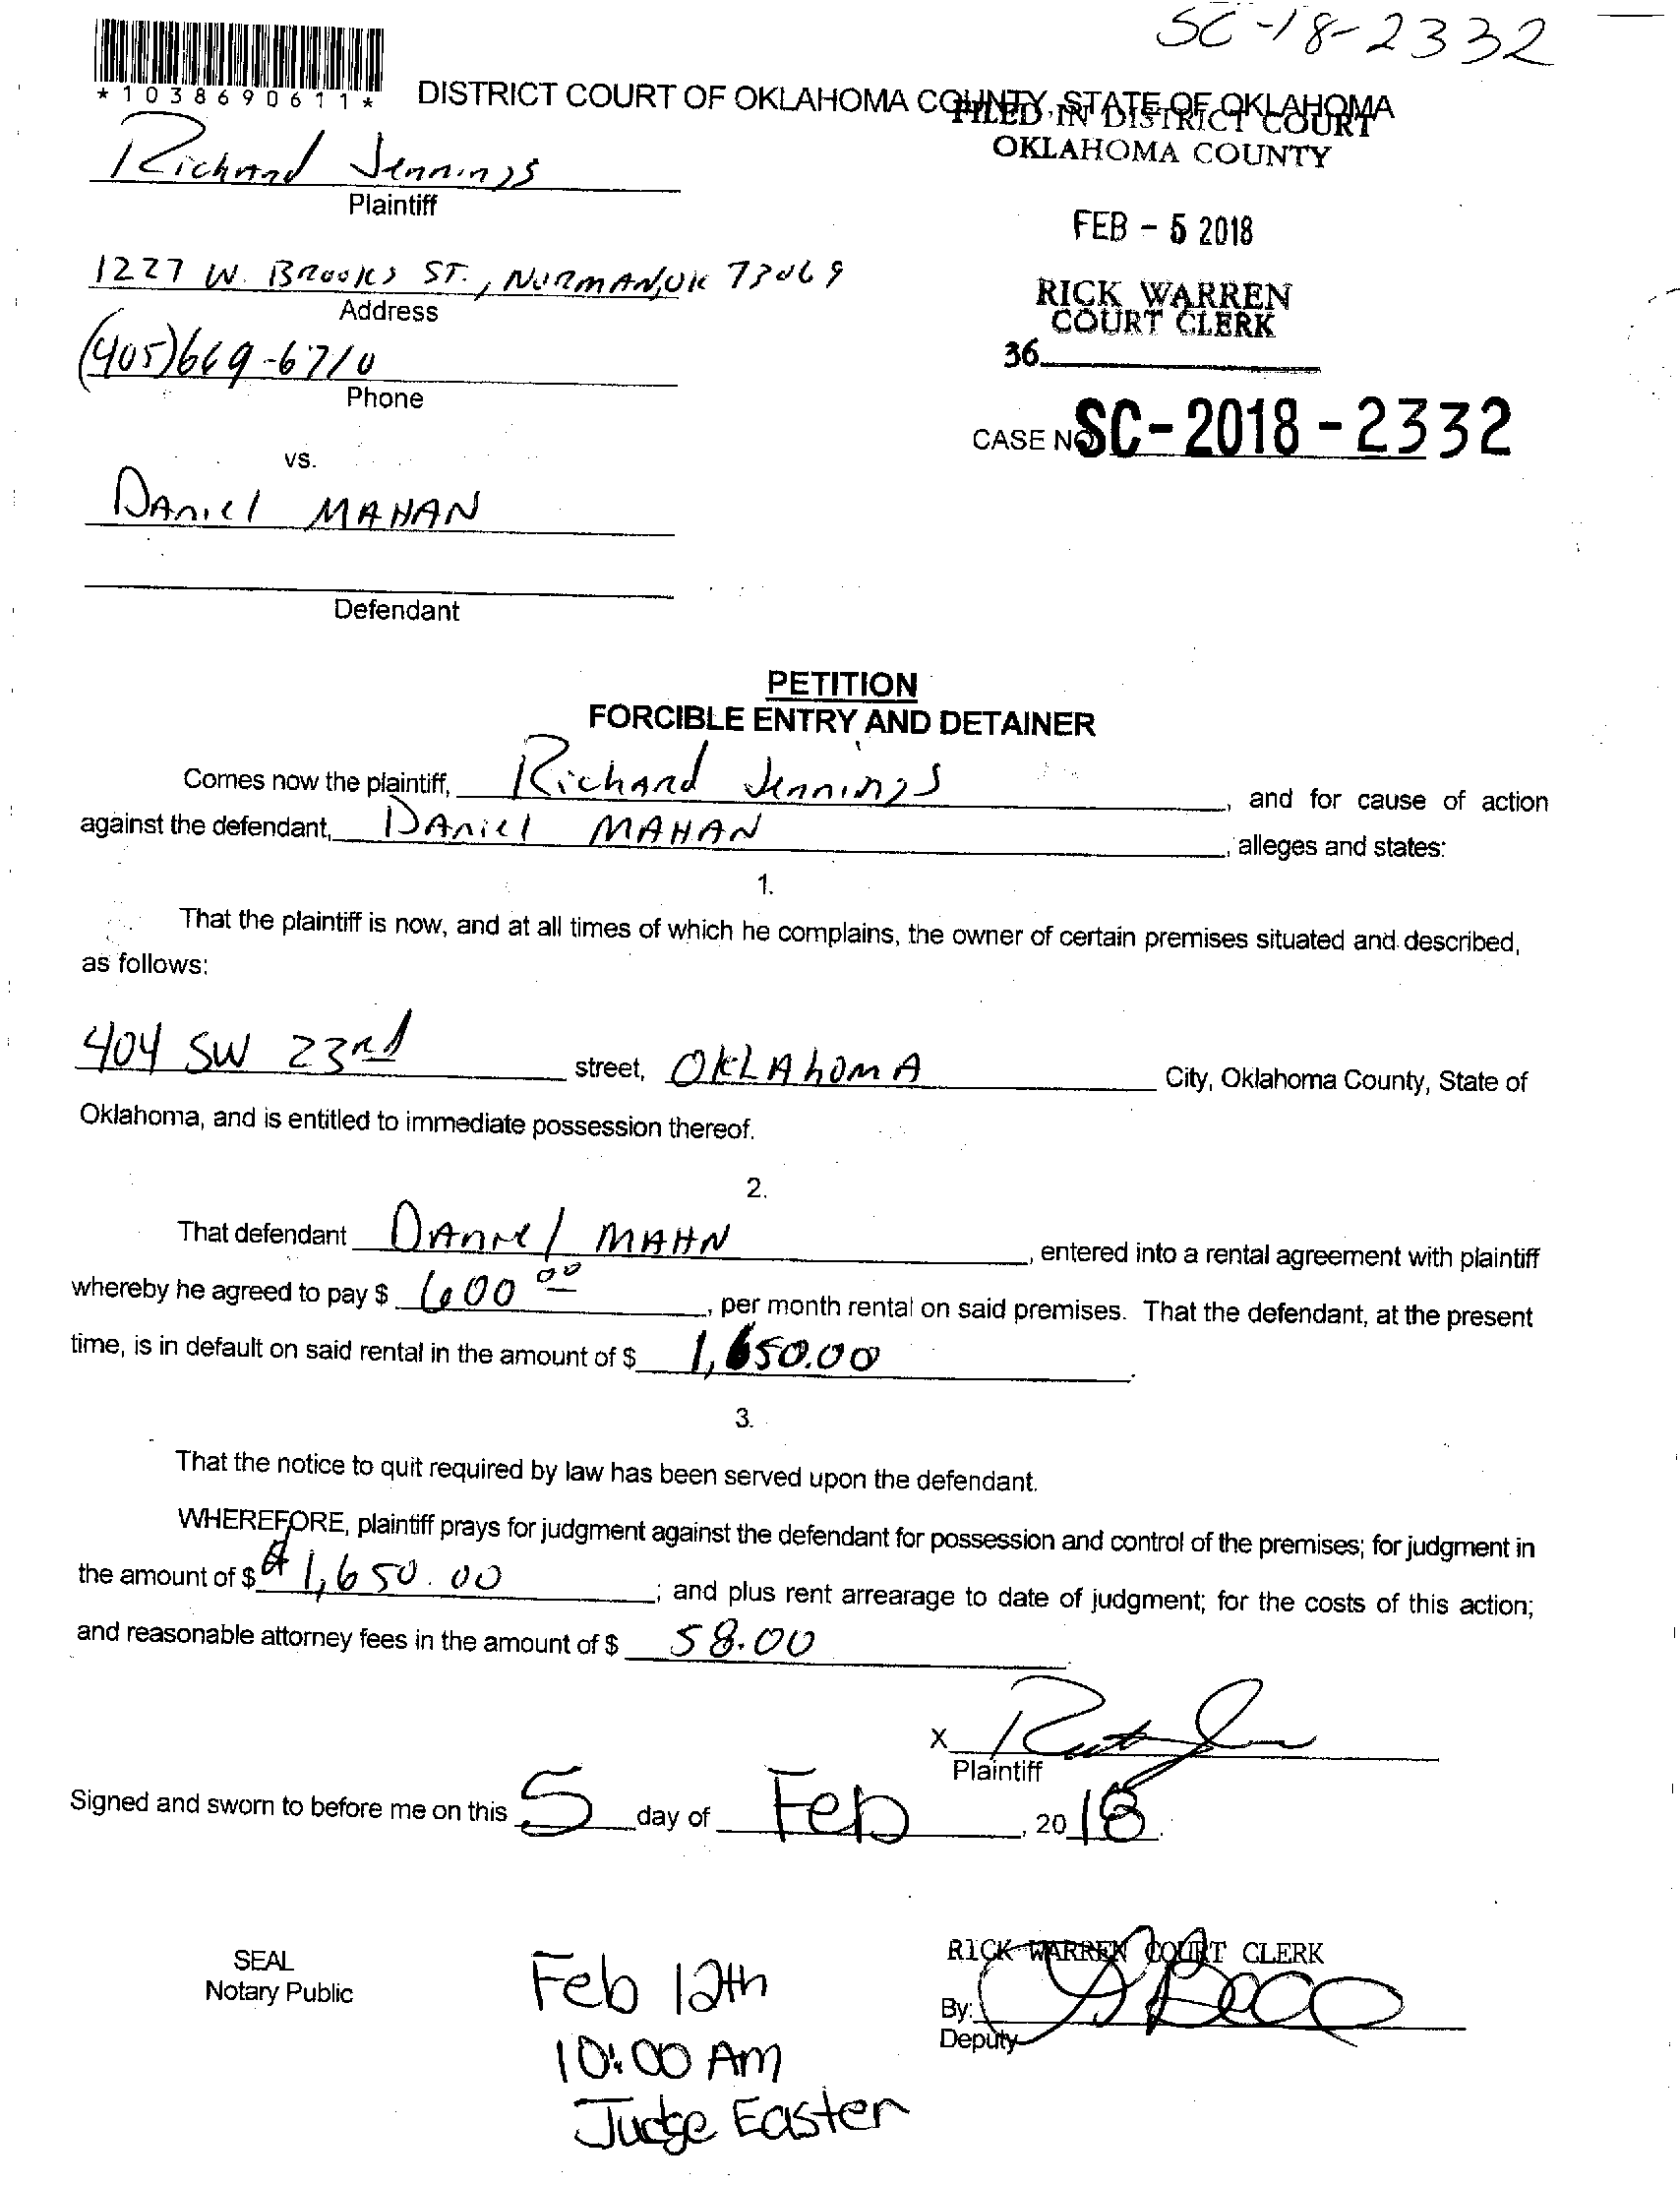 SC-18-2332
*1038690611*
DISTRICT COURT OF OKLAHOMA COUNTY, STATE OF OKLAHOMA
FILED IN DISTRICT COURT
OKLAHOMA COUNTY
Richard Jennings
Plaintiff
FEB - 5 2018
1227 W. Brooks ST., NORMAN, OK 73069
Address
RICK WARREN
COURT CLERK
(405) 669-6710
Phone
36
CASE NO. SC-2018-2332
vs.
DANIEL MAHAN
Defendant
PETITION
FORCIBLE ENTRY AND DETAINER
Comes now the plaintiff, Richard Jennings, and for cause of action
against the defendant, DANIEL MAHAN, alleges and states:
1.
That the plaintiff is now, and at all times of which he complains, the owner of certain premises situated and described,
as follows:
404 SW 23rd street, OKLAhOMA City, Oklahoma County, State of
Oklahoma, and is entitled to immediate possession thereof.
2.
That defendant DANIEL MAHN, entered into a rental agreement with plaintiff
whereby he agreed to pay $ 600 00, per month rental on said premises. That the defendant, at the present
time, is in default on said rental in the amount of $ 1,650.00.
3.
That the notice to quit required by law has been served upon the defendant.
WHEREFORE, plaintiff prays for judgment against the defendant for possession and control of the premises; for judgment in
the amount of $ 1,650.00; and plus rent arrearage to date of judgment; for the costs of this action;
and reasonable attorney fees in the amount of $ 58.00.
X
Plaintiff
Signed and sworn to before me on this 5 day of Feb, 2018.
SEAL
Notary Public
RICK WARREN COURT CLERK
By:
Deputy
Feb 12th
10:00 AM
Judge Easter